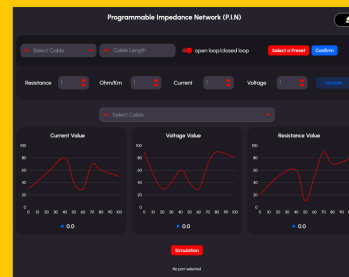 Programmable Impedance Network (P.I.N)
Select Cable
Cable Length
open loop/closed loop
Select a Preset
Confirm
Resistance 1 Ohm/Km 1 Current 1 Voltage 1 Update
Select Cable
Current Value
100
80
60
40
20
0
0 10 20 30 40 50 60 70 80 90 100
0.0
Voltage Value
100
80
60
40
20
0
0 10 20 30 40 50 60 70 80 90 100
0.0
Resistance Value
100
80
60
40
20
0
0 10 20 30 40 50 60 70 80 90
0.0
Simulation
No port selected